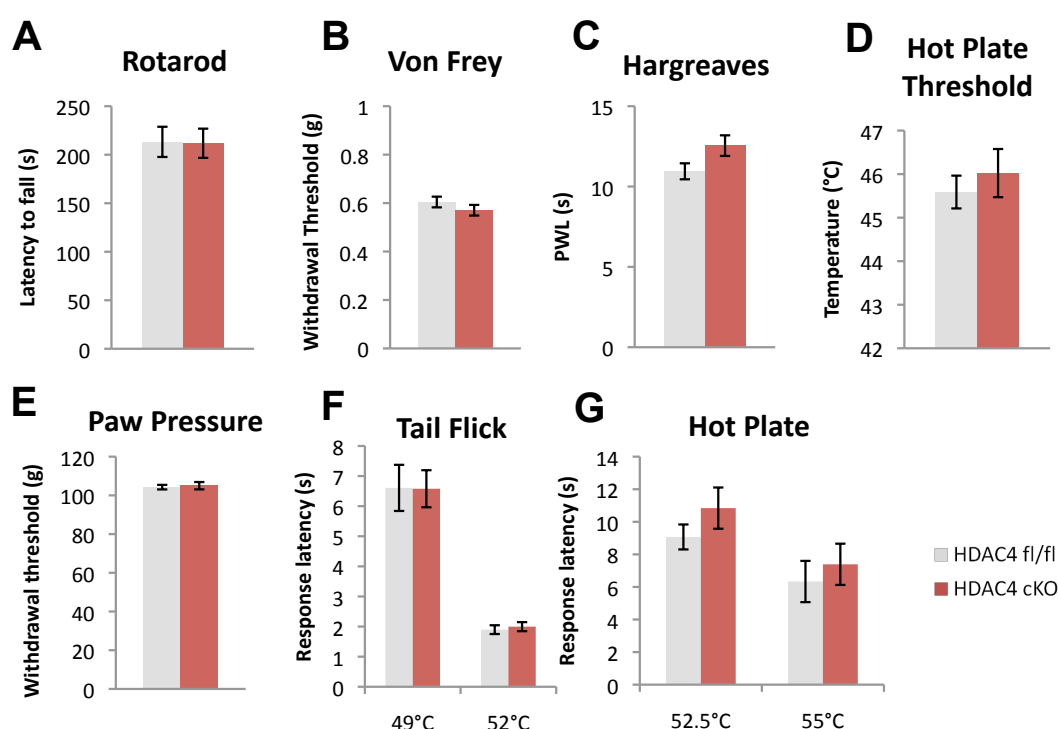 A
Rotarod
Latency to fall (s)
250
200
150
100
50
0
B
Von Frey
Withdrawal Threshold (g)
1
0.8
0.6
0.4
0.2
0
C
Hargreaves
PWL (s)
15
10
5
0
D
Hot Plate
Threshold
Temperature (°C)
47
46
45
44
43
42
E
Paw Pressure
Withdrawal threshold (g)
120
100
80
60
40
20
0
F
Tail Flick
Response latency (s)
8
7
6
5
4
3
2
1
0
49°C 52°C
G
Hot Plate
Response latency (s)
14
12
10
8
6
4
2
0
52.5°C 55°C
HDAC4 fl/fl
HDAC4 cKO